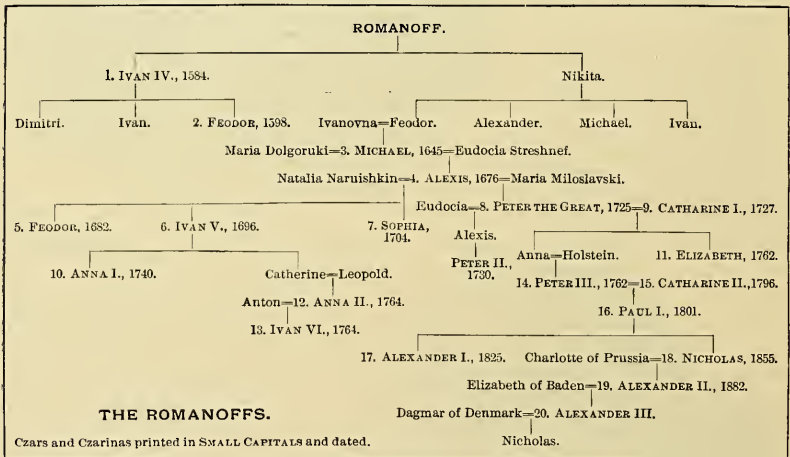 ROMANOFF.
1. IVAN IV., 1584. Nikita.
Dimitri. Ivan. 2. FEODOR, 1598. Ivanovna=Feodor. Alexander. Michael. Ivan.
Maria Dolgoruki=3. MICHAEL, 1645=Eudocia Streshnef.
Natalia Naruishkin=4. ALEXIS, 1676=Maria Miloslavski.
5. FEODOR, 1682. 6. IVAN V., 1696. 7. SOPHIA, 1704. Eudocia=8. PETER THE GREAT, 1725=9. CATHARINE I., 1727.
Alexis.
PETER II., 1730. Anna=Holstein. 11. ELIZABETH, 1762.
10. ANNA I., 1740. Catherine=Leopold. 14. PETER III., 1762=15. CATHARINE II., 1796.
Anton=12. ANNA II., 1764. 16. PAUL I., 1801.
13. IVAN VI., 1764.
17. ALEXANDER I., 1825. Charlotte of Prussia=18. NICHOLAS, 1855.
Elizabeth of Baden=19. ALEXANDER II., 1882.
THE ROMANOFFS. Dagmar of Denmark=20. ALEXANDER III.
Czars and Czarinas printed in SMALL CAPITALS and dated. Nicholas.